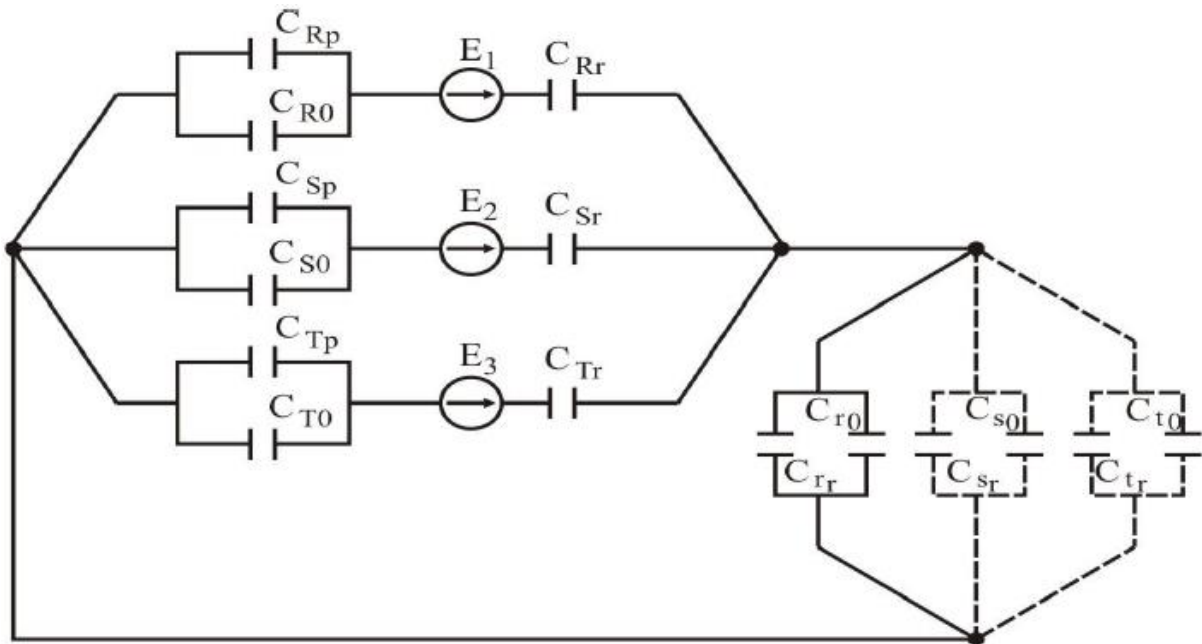 C_Rp E_1 C_Rr
C_R0
C_Sp E_2 C_Sr
C_S0
C_Tp E_3 C_Tr
C_T0
C_r0 C_s0 C_t0
C_rr C_sr C_tr